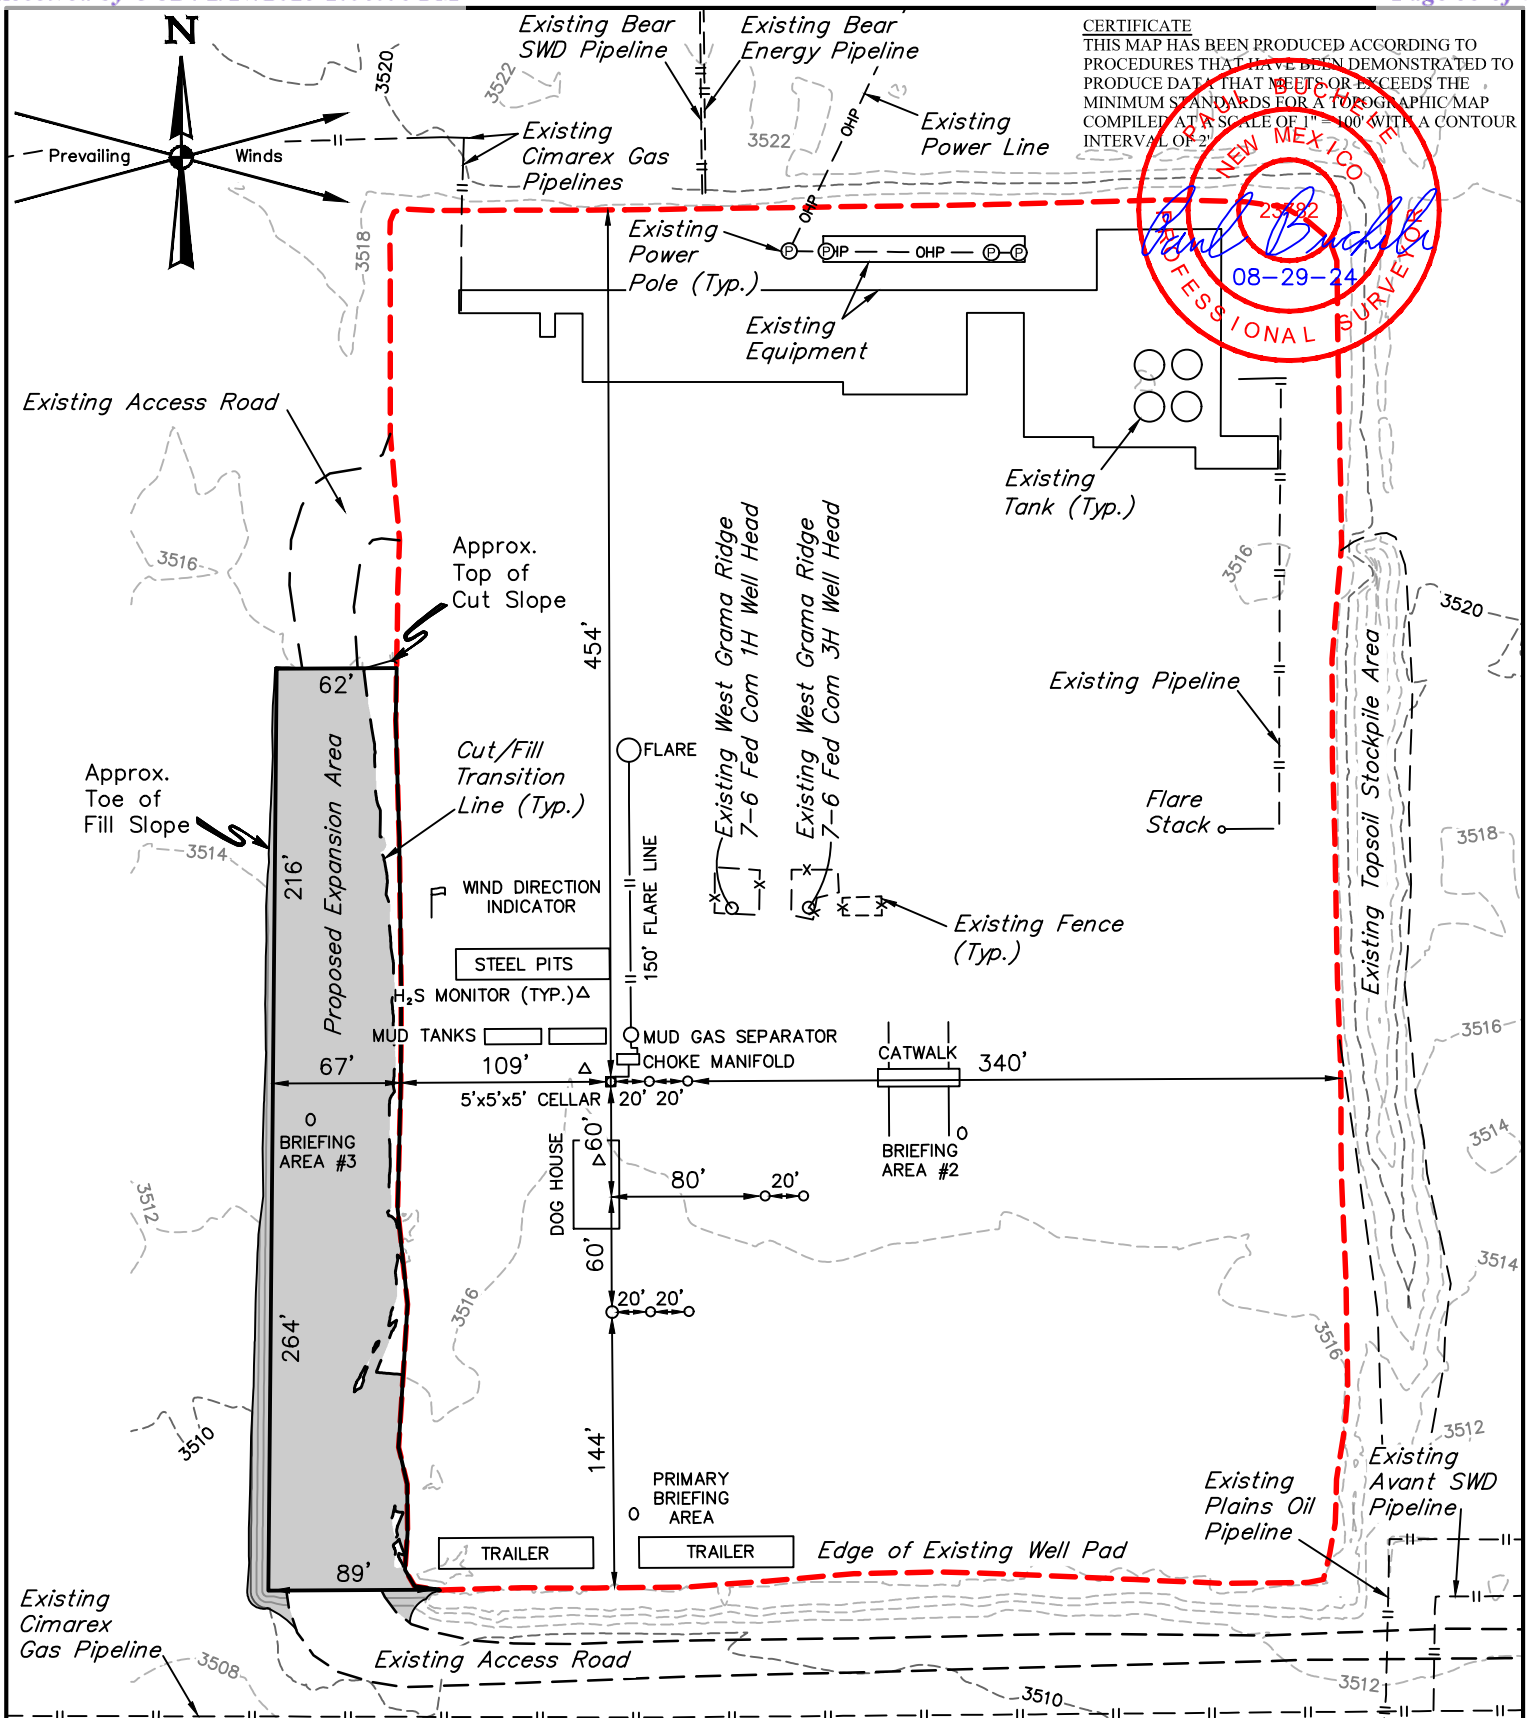 N
Prevailing
Winds
Existing Bear
SWD Pipeline
Existing Bear
Energy Pipeline
CERTIFICATE
THIS MAP HAS BEEN PRODUCED ACCORDING TO
PROCEDURES THAT HAVE BEEN DEMONSTRATED TO
PRODUCE DATA THAT MEETS OR EXCEEDS THE
MINIMUM STANDARDS FOR A TOPOGRAPHIC MAP
COMPILED AT A SCALE OF 1" = 100' WITH A CONTOUR
INTERVAL OF 2'
PAUL BUCHELE
NEW MEXICO
23782
08-29-24
PROFESSIONAL SURVEYOR
3520
3522
3522
OHP
Existing
Cimarex Gas
Pipelines
Existing
Power Line
OHP
3518
Existing
Power
Pole (Typ.)
P
P
OHP
P
P
Existing
Equipment
Existing Access Road
Existing
Tank (Typ.)
3516
Approx.
Top of
Cut Slope
454'
Existing West Grama Ridge
7-6 Fed Com 1H Well Head
Existing West Grama Ridge
7-6 Fed Com 3H Well Head
3516
3520
Existing Topsoil Stockpile Area
Existing Pipeline
62'
Proposed Expansion Area
Cut/Fill
Transition
Line (Typ.)
FLARE
Approx.
Toe of
Fill Slope
Flare
Stack
3514
3518
216'
WIND DIRECTION
INDICATOR
150' FLARE LINE
Existing Fence
(Typ.)
STEEL PITS
H2S MONITOR (TYP.)
MUD TANKS
MUD GAS SEPARATOR
CHOKE MANIFOLD
CATWALK
3516
67'
109'
340'
5'x5'x5' CELLAR
20'
20'
BRIEFING
AREA #3
60'
DOG HOUSE
BRIEFING
AREA #2
3514
80'
20'
3512
60'
3514
20'
20'
3516
3516
264'
3510
144'
3512
PRIMARY
BRIEFING
AREA
Existing
Plains Oil
Pipeline
Existing
Avant SWD
Pipeline
TRAILER
TRAILER
Edge of Existing Well Pad
89'
Existing
Cimarex
Gas Pipeline
3508
Existing Access Road
3510
3512